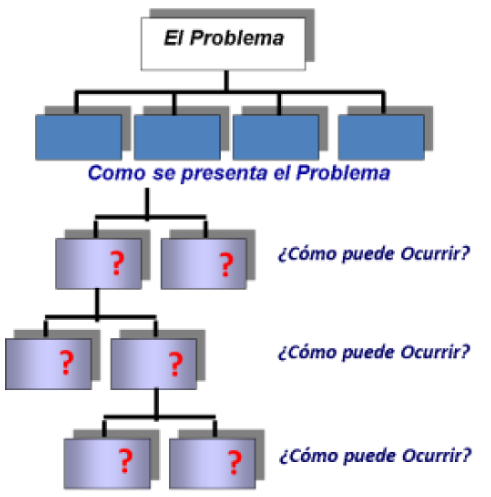 El Problema
Como se presenta el Problema
? ? ¿Cómo puede Ocurrir?
? ? ¿Cómo puede Ocurrir?
? ? ¿Cómo puede Ocurrir?